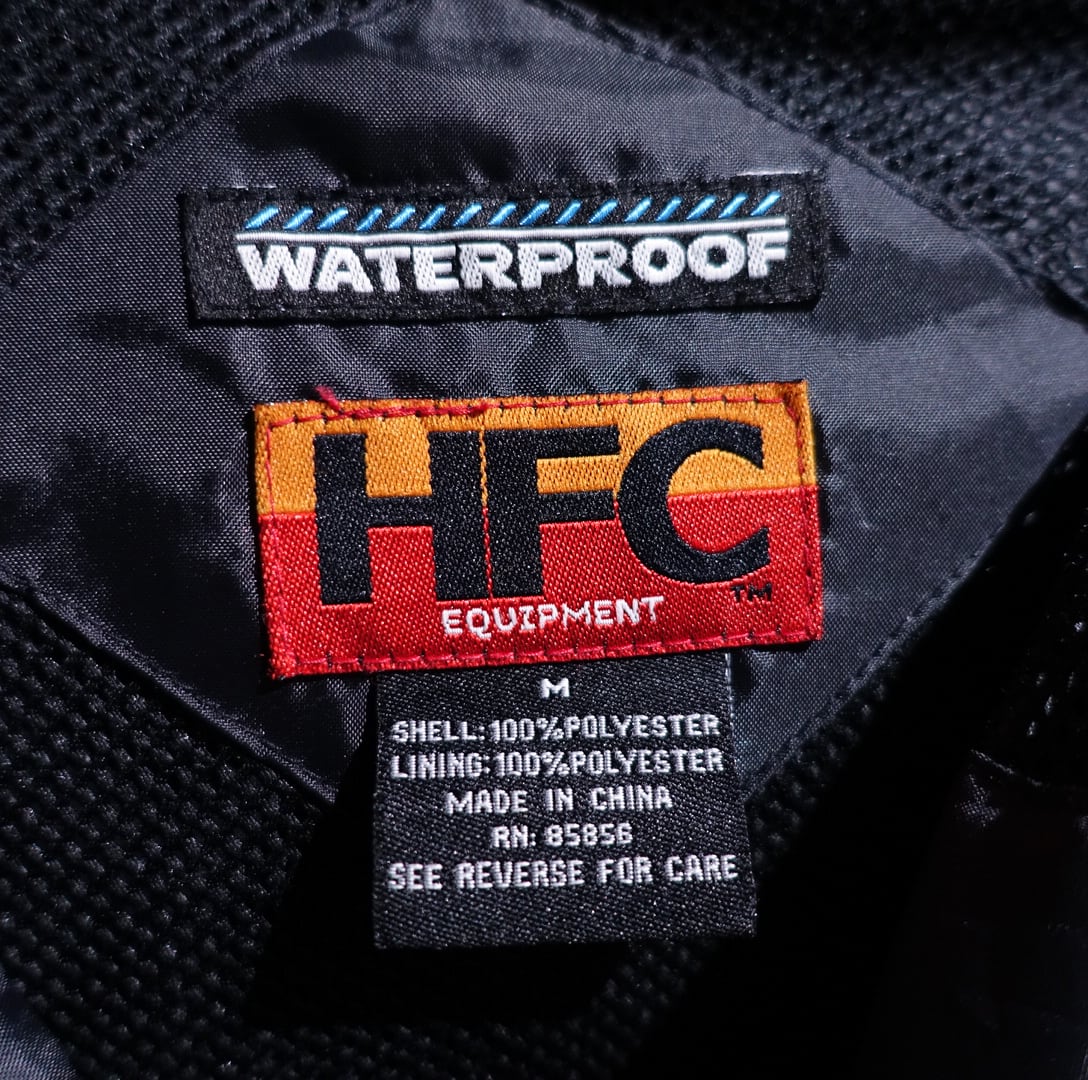 WATERPROOF
HFC
TM
EQUIPMENT
M
SHELL:100%POLYESTER
LINING:100%POLYESTER
MADE IN CHINA
RN: 85856
SEE REVERSE FOR CARE